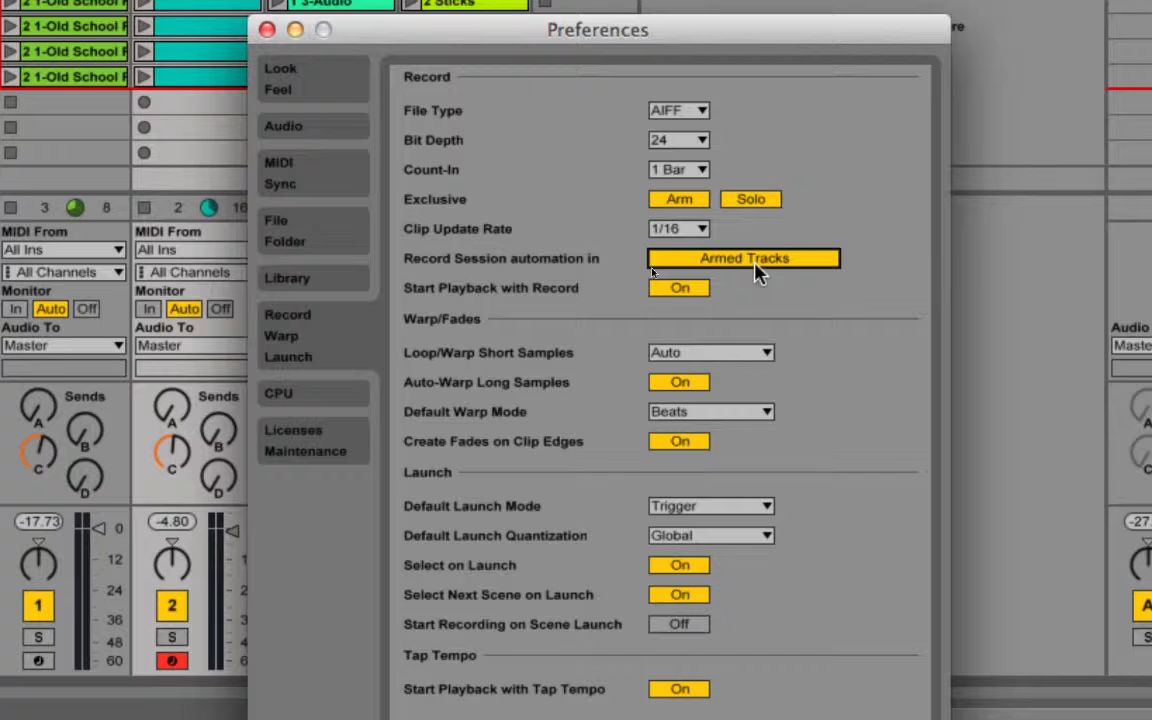 1 3-Audio
2 Sticks
2 1-Old School F
2 1-Old School F
2 1-Old School F
3 8 2 16
MIDI From MIDI From
All Ins All Ins
All Channels All Channels
Monitor Monitor
In Auto Off In Auto Off
Audio To Audio To
Master Master
Sends Sends
A B A B
C D C D
-17.73 -4.80
0
12
24
36
48
60
1 2
S S
Preferences
Look
Feel
Audio
MIDI
Sync
File
Folder
Library
Record
Warp
Launch
CPU
Licenses
Maintenance
Record
File Type AIFF
Bit Depth 24
Count-In 1 Bar
Exclusive Arm Solo
Clip Update Rate 1/16
Record Session automation in Armed Tracks
Start Playback with Record On
Warp/Fades
Loop/Warp Short Samples Auto
Auto-Warp Long Samples On
Default Warp Mode Beats
Create Fades on Clip Edges On
Launch
Default Launch Mode Trigger
Default Launch Quantization Global
Select on Launch On
Select Next Scene on Launch On
Start Recording on Scene Launch Off
Tap Tempo
Start Playback with Tap Tempo On
re
Audio
Maste
-27.
A
S